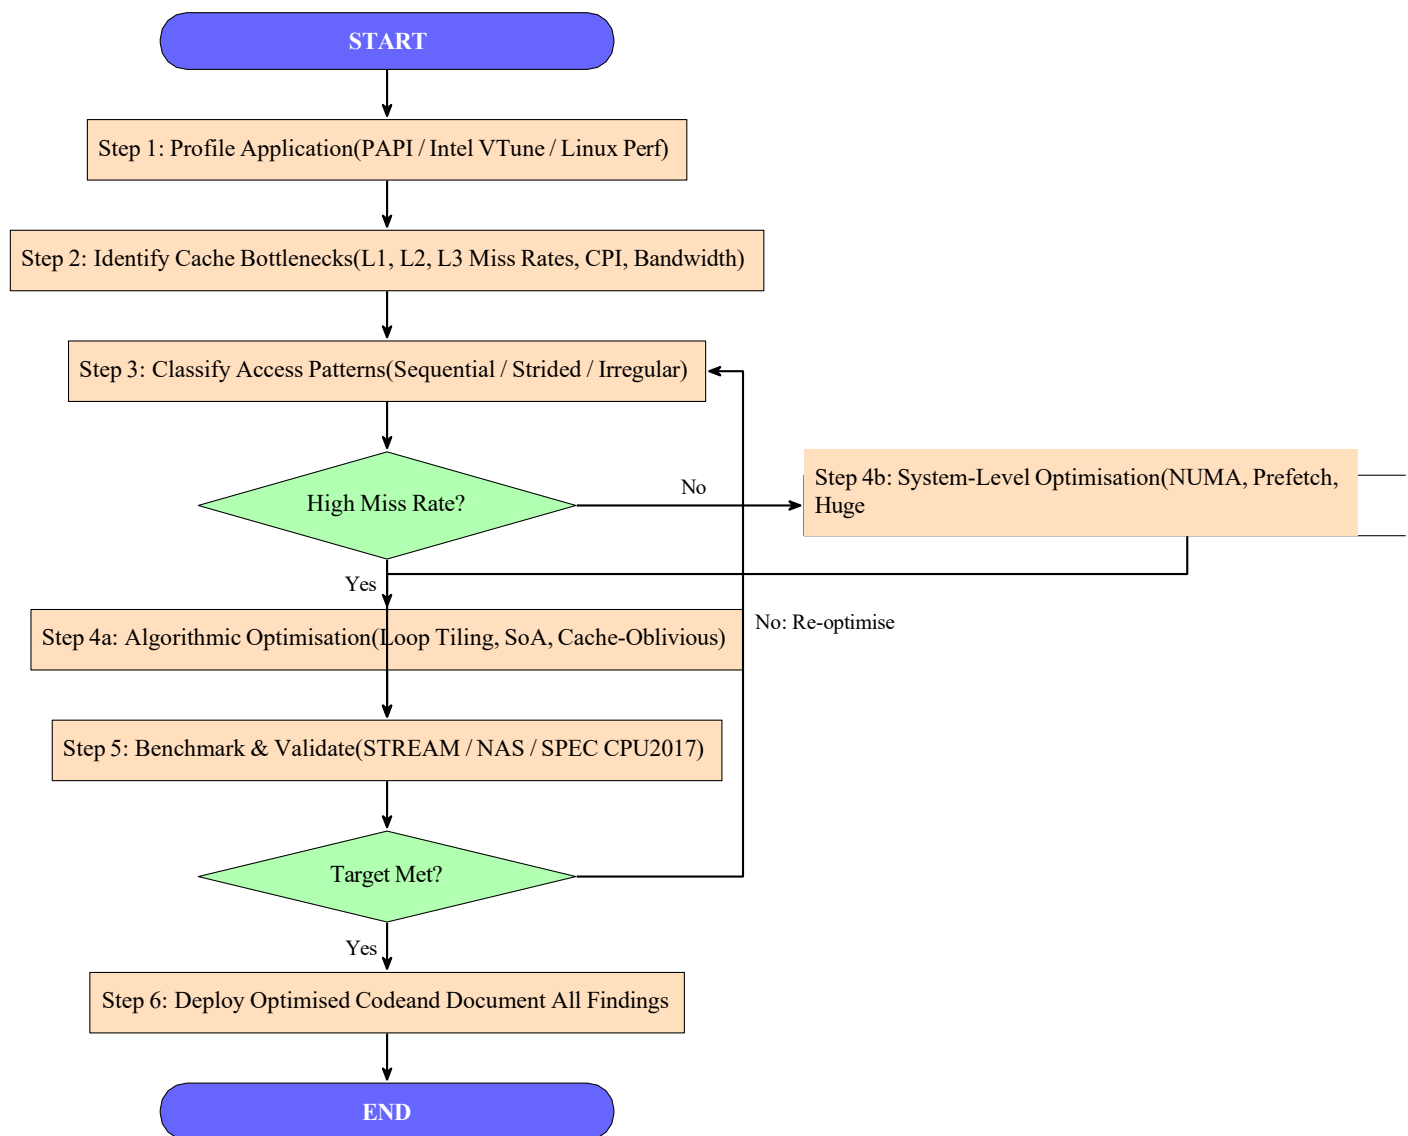 START
Step 1: Profile Application(PAPI / Intel VTune / Linux Perf)
Step 2: Identify Cache Bottlenecks(L1, L2, L3 Miss Rates, CPI, Bandwidth)
Step 3: Classify Access Patterns(Sequential / Strided / Irregular)
High Miss Rate?
No
Step 4b: System-Level Optimisation(NUMA, Prefetch,
Huge
Yes
Step 4a: Algorithmic Optimisation(Loop Tiling, SoA, Cache-Oblivious)
No: Re-optimise
Step 5: Benchmark & Validate(STREAM / NAS / SPEC CPU2017)
Target Met?
Yes
Step 6: Deploy Optimised Codeand Document All Findings
END